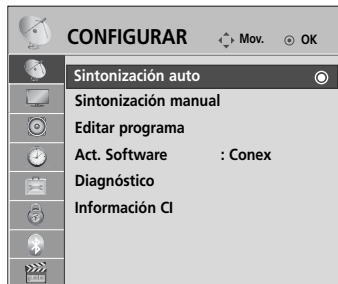 CONFIGURAR Mov. OK
Sintonización auto
Sintonización manual
Editar programa
Act. Software : Conex
Diagnóstico
Información CI